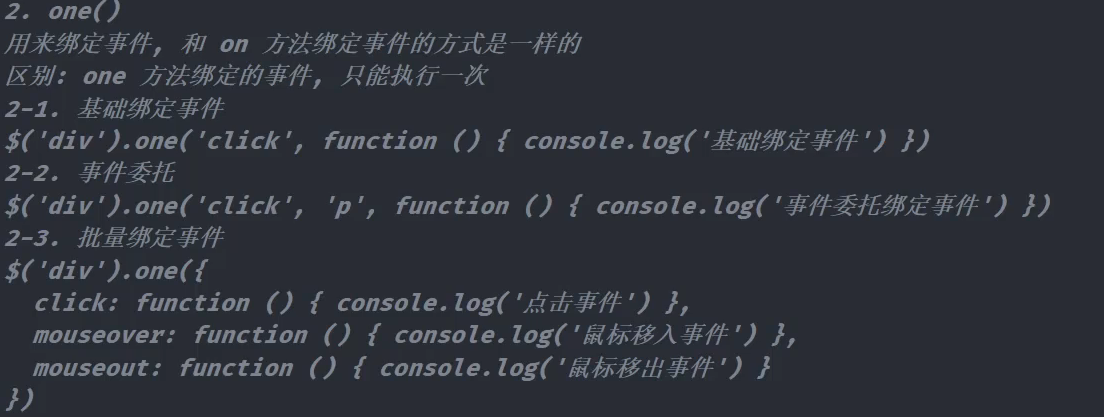 2. one()
用来绑定事件, 和 on 方法绑定事件的方式是一样的
区别: one 方法绑定的事件, 只能执行一次
2-1. 基础绑定事件
$('div').one('click', function () { console.log('基础绑定事件') })
2-2. 事件委托
$('div').one('click', 'p', function () { console.log('事件委托绑定事件') })
2-3. 批量绑定事件
$('div').one({
  click: function () { console.log('点击事件') },
  mouseover: function () { console.log('鼠标移入事件') },
  mouseout: function () { console.log('鼠标移出事件') }
})